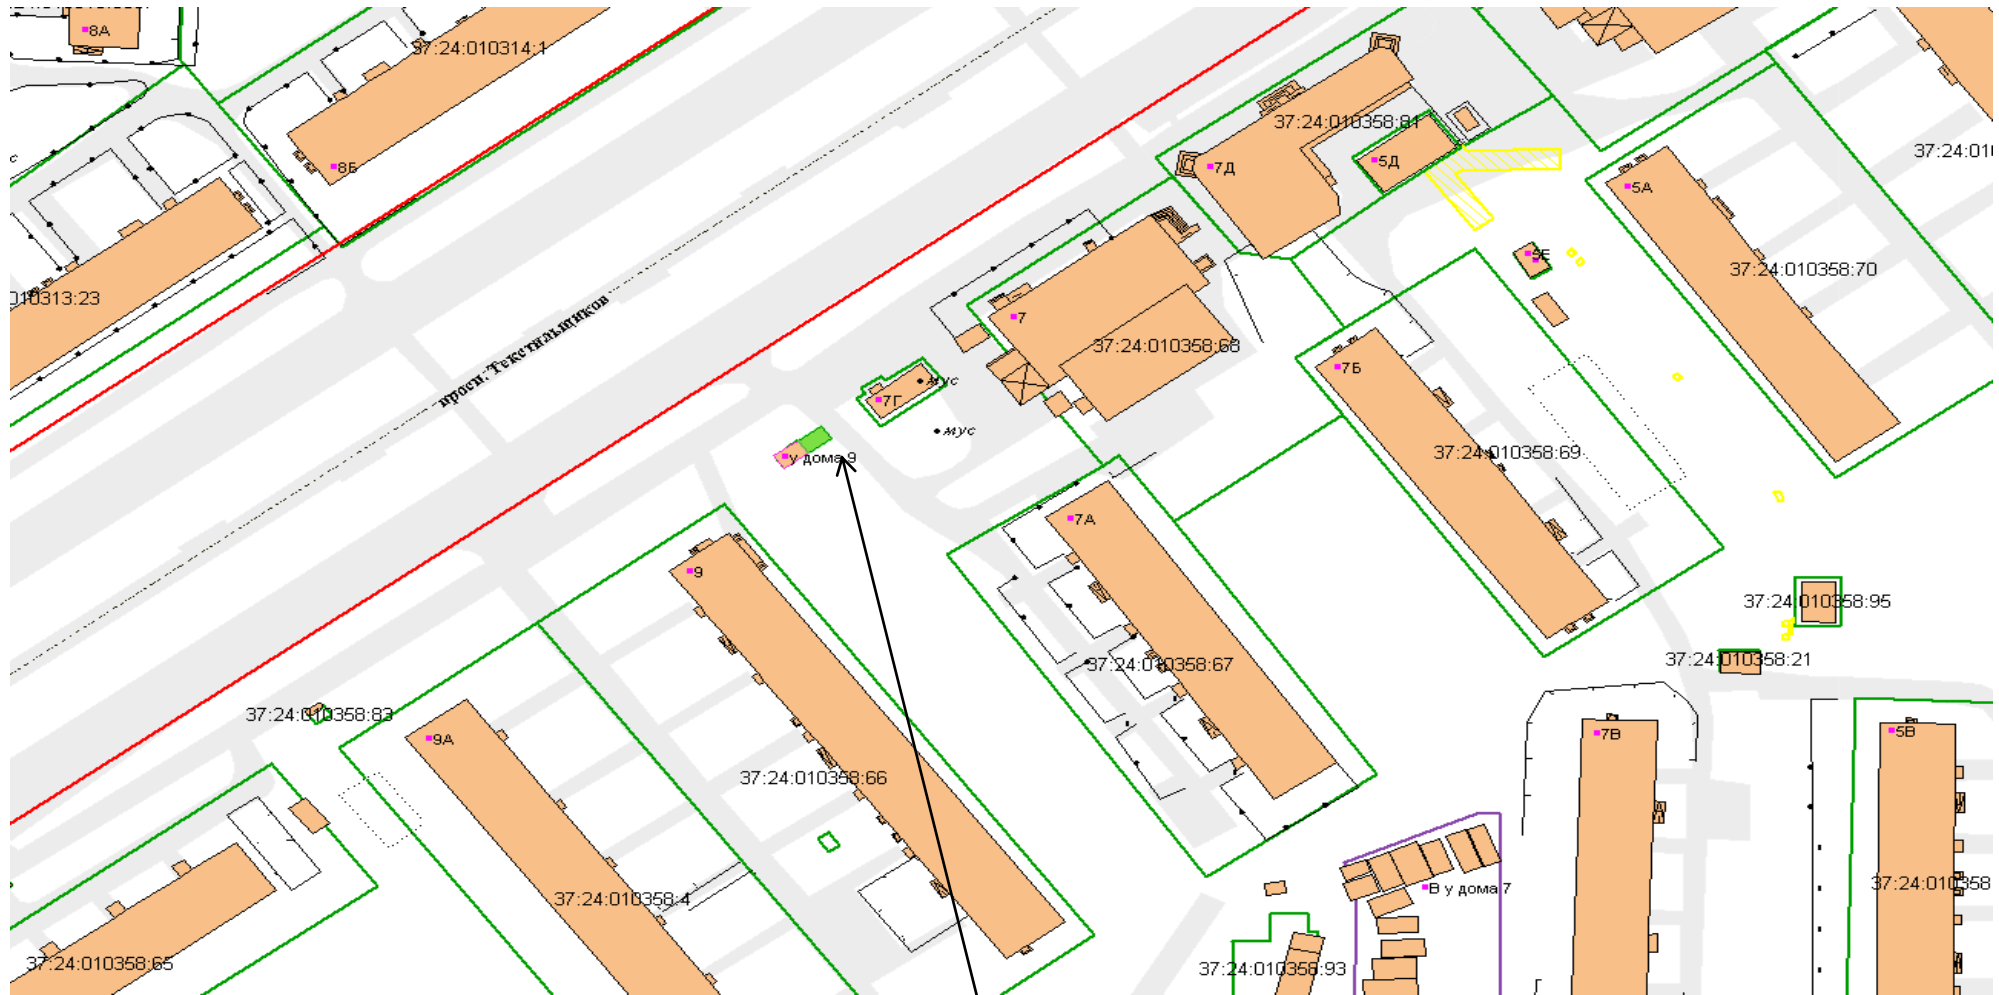 8А
37:24:010314:1
37:24:010358:81
8Б
7Д
5Д
5А
5Е
37:24:010358:70
010313:23
просп. Текстильщиков
7
37:24:010358:68
7Б
мус
7Г
мус
у дома 9
37:24:010358:69
7А
9
37:24:010358:95
37:24:010358:67
37:24:010358:21
37:24:010358:83
9А
7В
5В
37:24:010358:66
В у дома 7
37:24:010358
37:24:010358:4
37:24:010358:65
37:24:010358:93